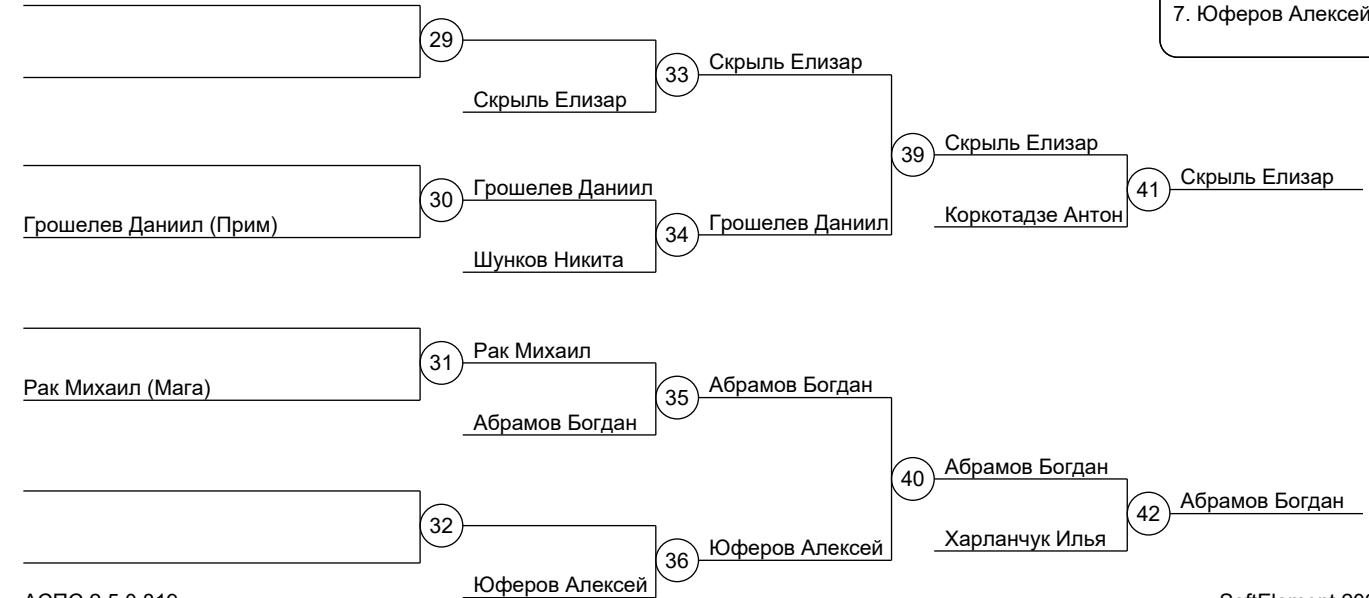 7. Юферов Алексей
29
Скрыль Елизар
33
Скрыль Елизар
Грошелев Даниил (Прим)
30
Грошелев Даниил
Шунков Никита
34
Грошелев Даниил
39
Скрыль Елизар
Коркотадзе Антон
41
Скрыль Елизар
Рак Михаил (Мага)
31
Рак Михаил
Абрамов Богдан
35
Абрамов Богдан
32
Юферов Алексей
36
Юферов Алексей
40
Абрамов Богдан
Харланчук Илья
42
Абрамов Богдан